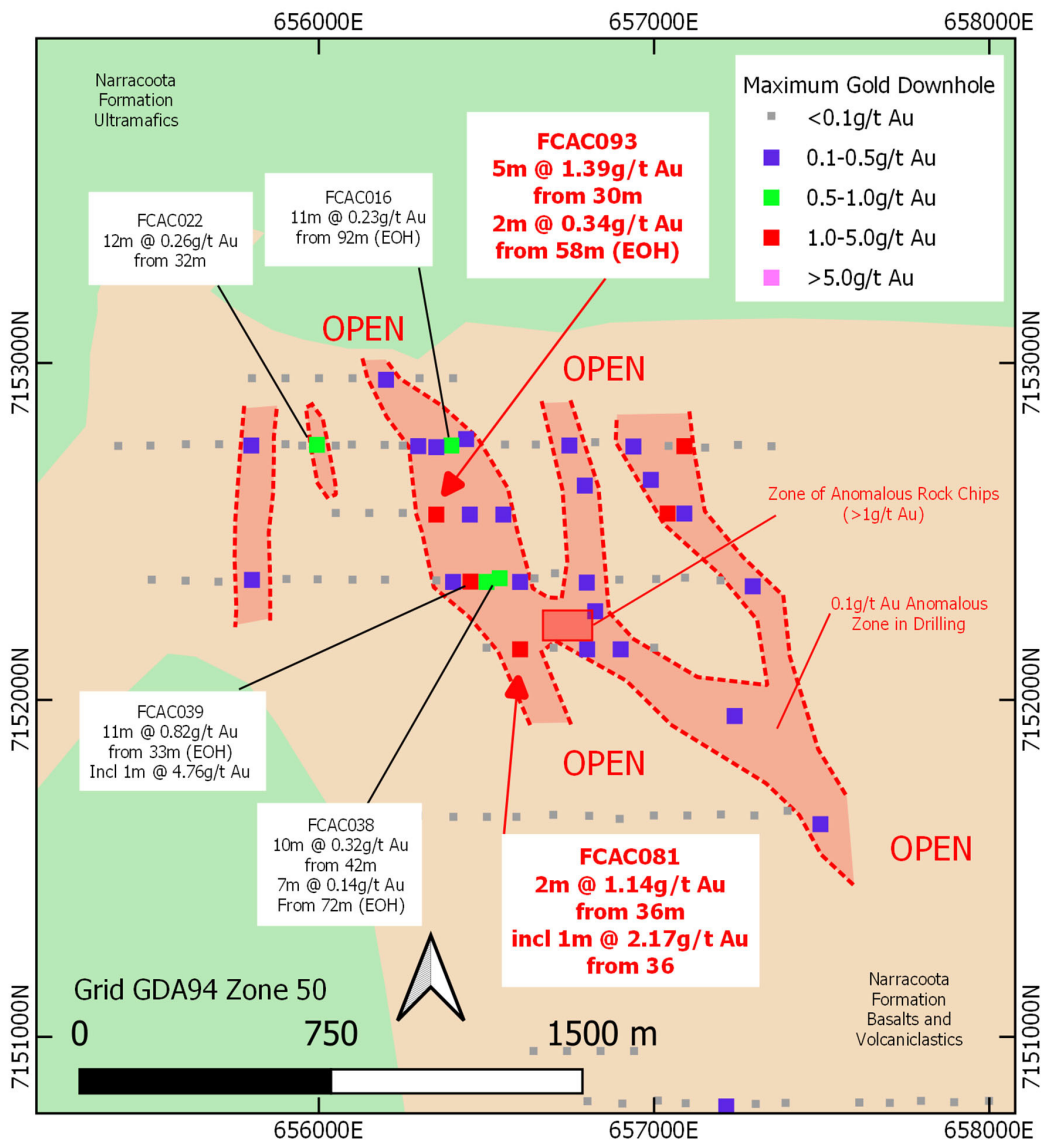 656000E
657000E
658000E
Narracoota
Formation
Ultramafics
Maximum Gold Downhole
<0.1g/t Au
0.1-0.5g/t Au
0.5-1.0g/t Au
1.0-5.0g/t Au
>5.0g/t Au
FCAC093
5m @ 1.39g/t Au
from 30m
2m @ 0.34g/t Au
from 58m (EOH)
FCAC016
11m @ 0.23g/t Au
from 92m (EOH)
FCAC022
12m @ 0.26g/t Au
from 32m
OPEN
OPEN
7153000N
7153000N
Zone of Anomalous Rock Chips
(>1g/t Au)
0.1g/t Au Anomalous
Zone in Drilling
7152000N
7152000N
FCAC039
11m @ 0.82g/t Au
from 33m (EOH)
Incl 1m @ 4.76g/t Au
OPEN
FCAC038
10m @ 0.32g/t Au
from 42m
7m @ 0.14g/t Au
From 72m (EOH)
OPEN
FCAC081
2m @ 1.14g/t Au
from 36m
incl 1m @ 2.17g/t Au
from 36
Narracoota
Formation
Basalts and
Volcaniclastics
Grid GDA94 Zone 50
0
750
1500 m
7151000N
7151000N
656000E
657000E
658000E